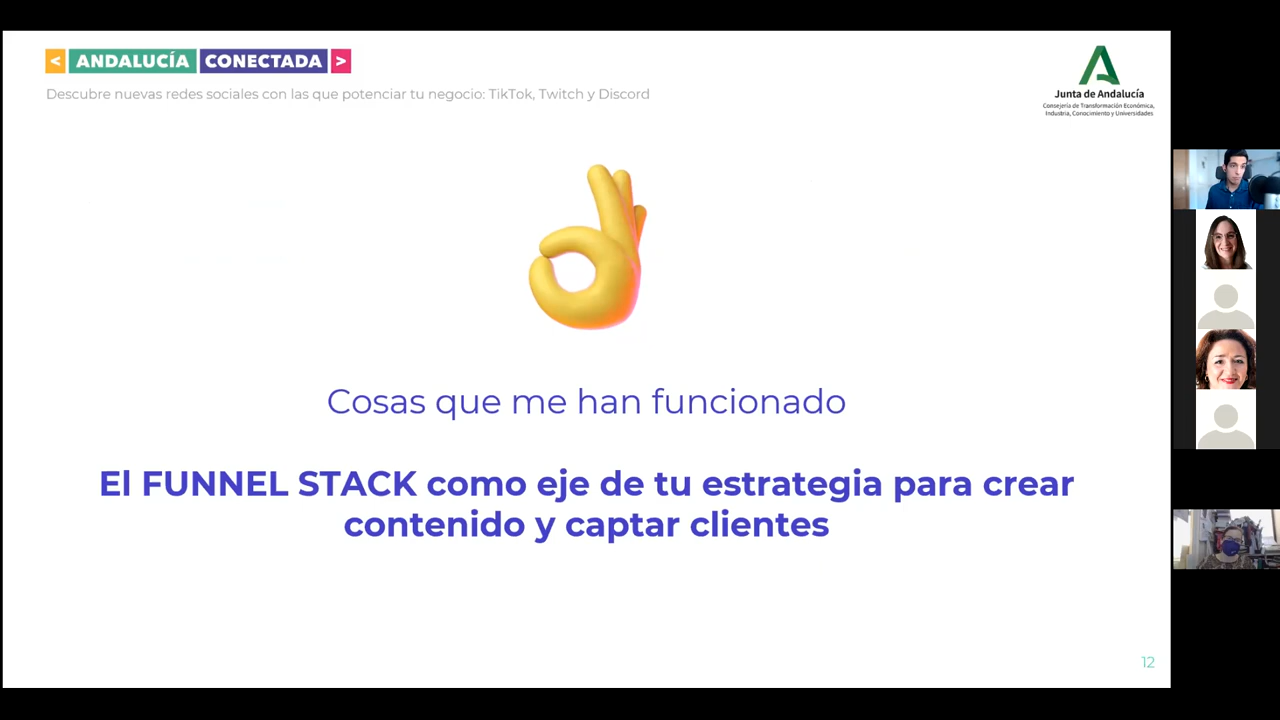 < ANDALUCÍA CONECTADA >
Descubre nuevas redes sociales con las que potenciar tu negocio: TikTok, Twitch y Discord
Junta de Andalucía
Consejería de Transformación Económica,
Industria, Conocimiento y Universidades
Cosas que me han funcionado
El FUNNEL STACK como eje de tu estrategia para crear
contenido y captar clientes
12